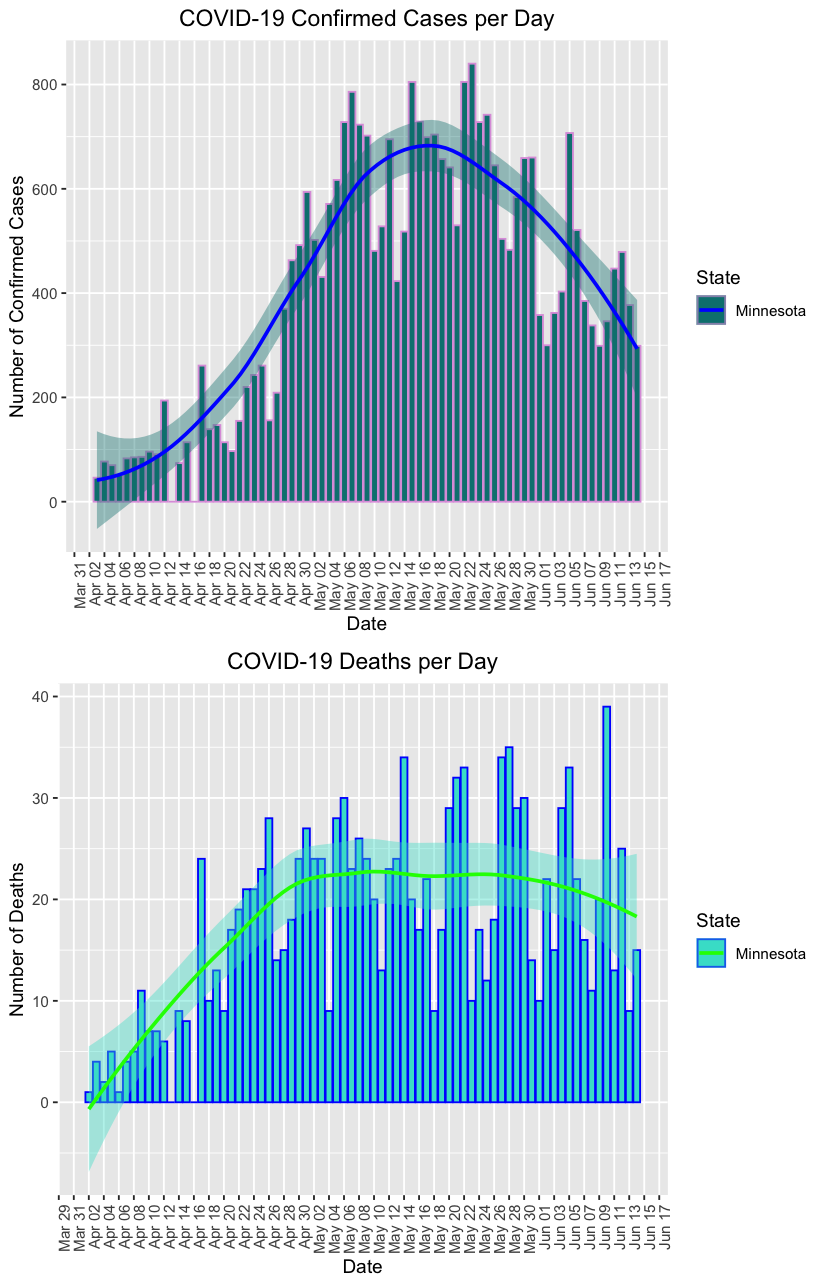 COVID-19 Confirmed Cases per Day
800
600
400
200
0
Number of Confirmed Cases
Mar 31
Apr 02
Apr 04
Apr 06
Apr 08
Apr 10
Apr 12
Apr 14
Apr 16
Apr 18
Apr 20
Apr 22
Apr 24
Apr 26
Apr 28
Apr 30
May 02
May 04
May 06
May 08
May 10
May 12
May 14
May 16
May 18
May 20
May 22
May 24
May 26
May 28
May 30
Jun 01
Jun 03
Jun 05
Jun 07
Jun 09
Jun 11
Jun 13
Jun 15
Jun 17
Date
State
Minnesota
COVID-19 Deaths per Day
40
30
20
10
0
Number of Deaths
Mar 29
Mar 31
Apr 02
Apr 04
Apr 06
Apr 08
Apr 10
Apr 12
Apr 14
Apr 16
Apr 18
Apr 20
Apr 22
Apr 24
Apr 26
Apr 28
Apr 30
May 02
May 04
May 06
May 08
May 10
May 12
May 14
May 16
May 18
May 20
May 22
May 24
May 26
May 28
May 30
Jun 01
Jun 03
Jun 05
Jun 07
Jun 09
Jun 11
Jun 13
Jun 15
Jun 17
Date
State
Minnesota